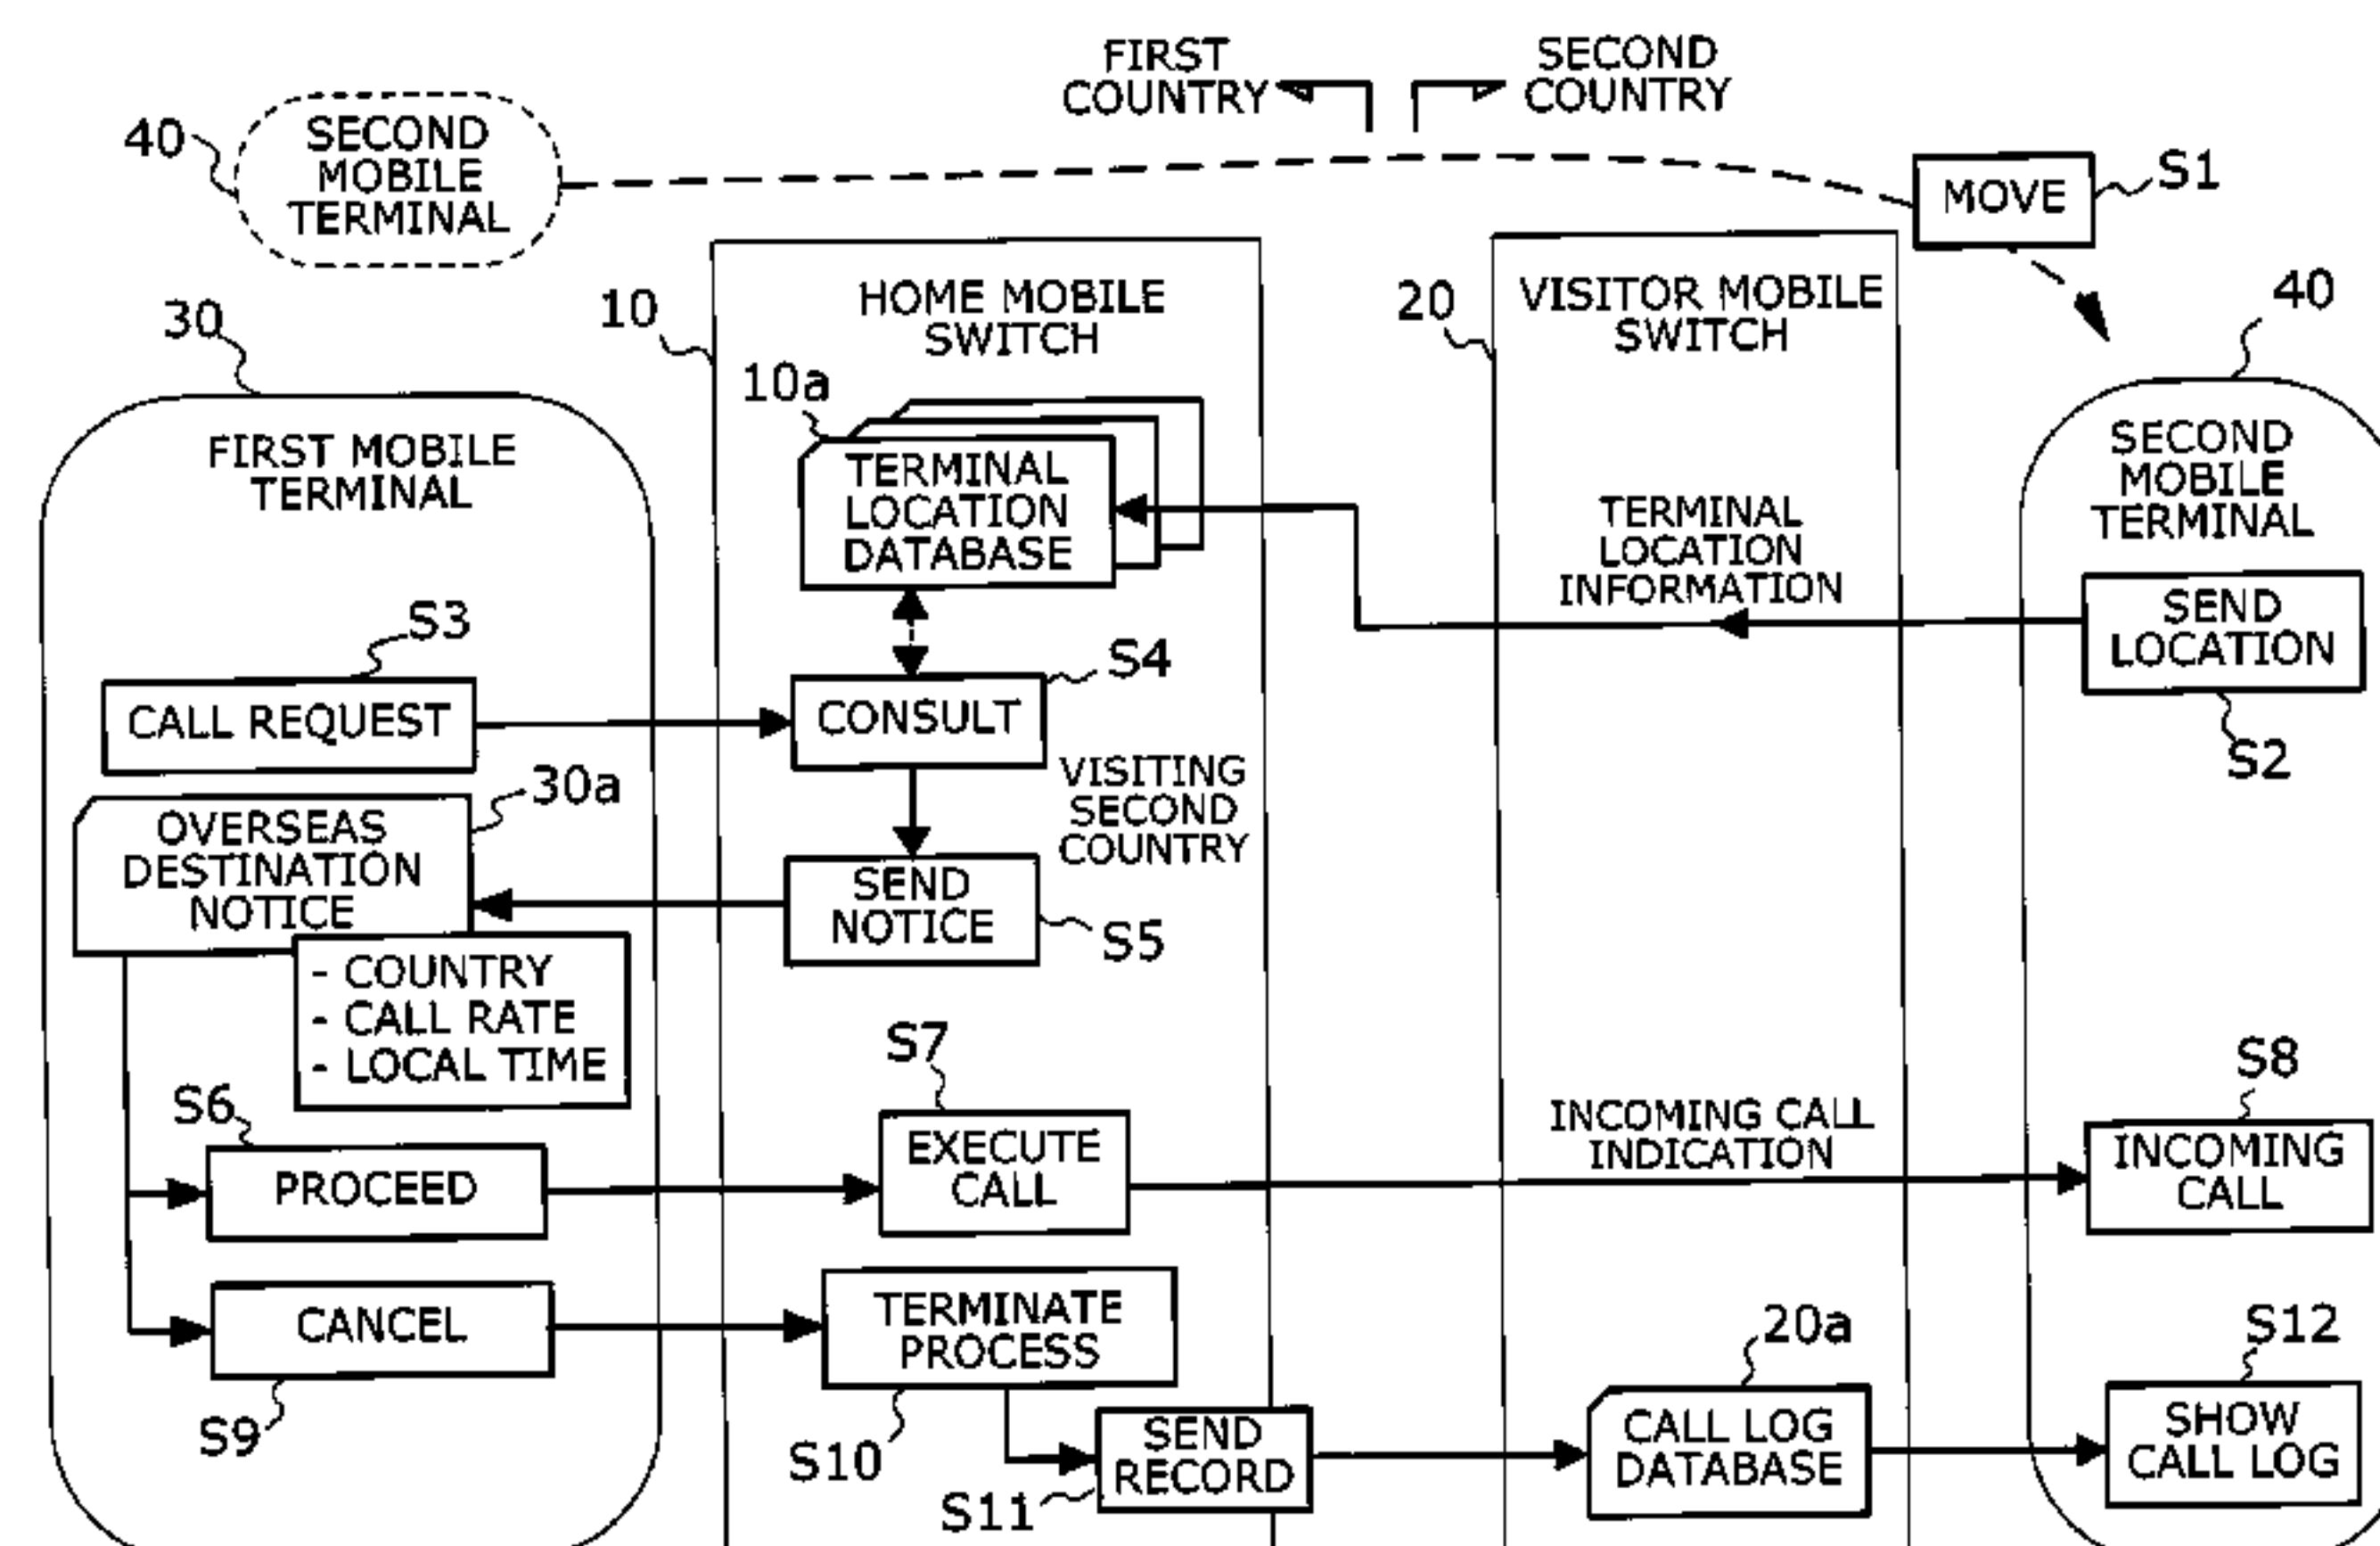 FIRST
COUNTRY
SECOND
COUNTRY
40
SECOND
MOBILE
TERMINAL
MOVE
S1
30
FIRST MOBILE
TERMINAL
10
HOME MOBILE
SWITCH
20
VISITOR MOBILE
SWITCH
40
SECOND
MOBILE
TERMINAL
10a
TERMINAL
LOCATION
DATABASE
TERMINAL
LOCATION
INFORMATION
SEND
LOCATION
S2
S3
CALL REQUEST
S4
CONSULT
VISITING
SECOND
COUNTRY
30a
OVERSEAS
DESTINATION
NOTICE
SEND
NOTICE
S5
- COUNTRY
- CALL RATE
- LOCAL TIME
S6
PROCEED
S7
EXECUTE
CALL
INCOMING CALL
INDICATION
S8
INCOMING
CALL
CANCEL
S9
TERMINATE
PROCESS
S10
SEND
RECORD
S11
20a
CALL LOG
DATABASE
S12
SHOW
CALL LOG